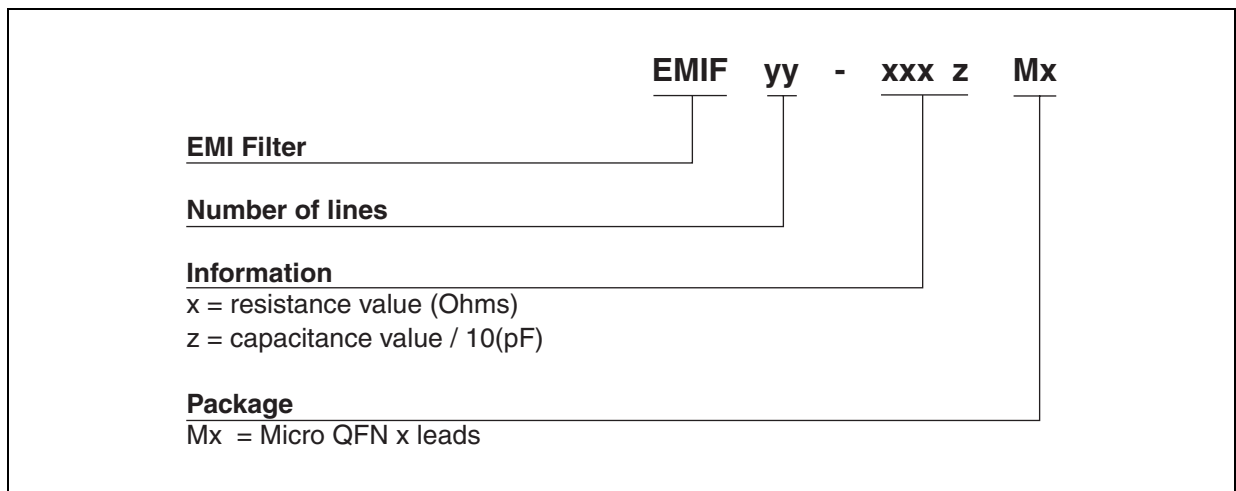 EMIF yy - xxx z Mx
EMI Filter
Number of lines
Information
x = resistance value (Ohms)
z = capacitance value / 10(pF)
Package
Mx = Micro QFN x leads